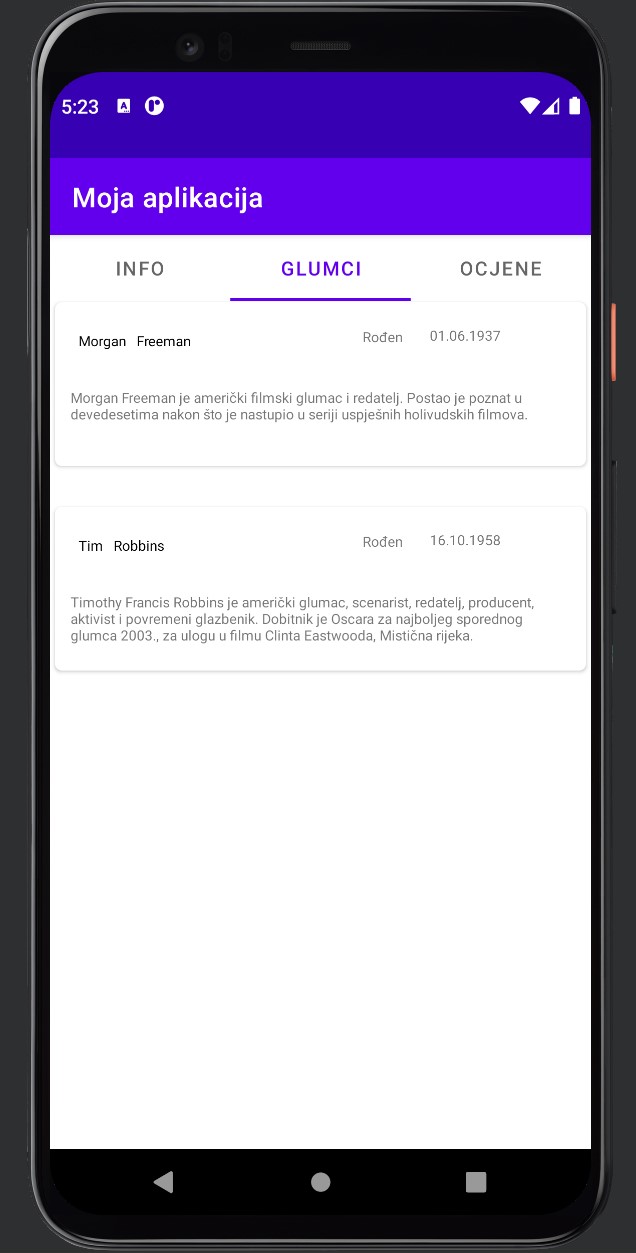 5:23
Moja aplikacija
INFO GLUMCI OCJENE
Morgan Freeman Rođen 01.06.1937
Morgan Freeman je američki filmski glumac i redatelj. Postao je poznat u
devedesetima nakon što je nastupio u seriji uspješnih holivudskih filmova.
Tim Robbins Rođen 16.10.1958
Timothy Francis Robbins je američki glumac, scenarist, redatelj, producent,
aktivist i povremeni glazbenik. Dobitnik je Oscara za najboljeg sporednog
glumca 2003., za ulogu u filmu Clinta Eastwooda, Mistična rijeka.